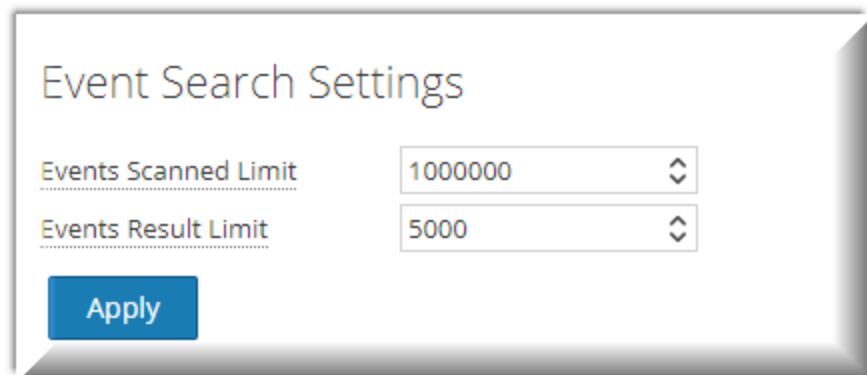 Event Search Settings
Events Scanned Limit 1000000
Events Result Limit 5000
Apply